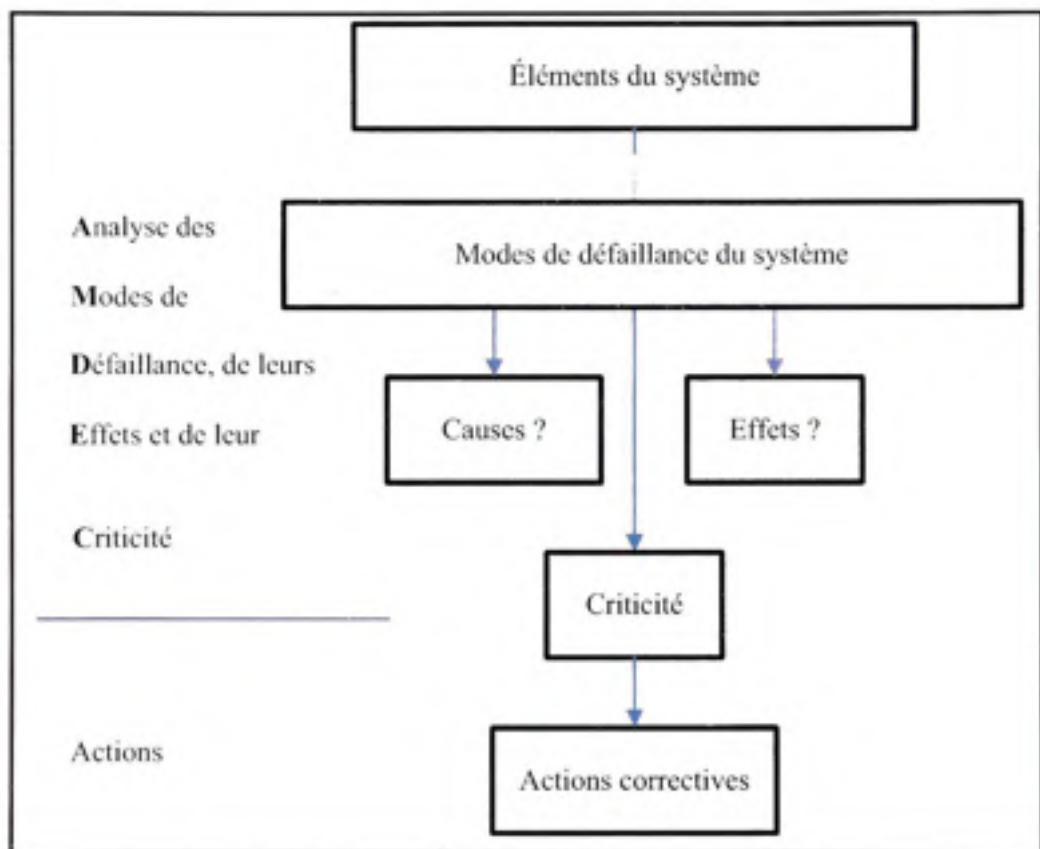 Éléments du système
Analyse des
Modes de défaillance du système
Modes de
Défaillance, de leurs
Effets et de leur
Causes ?
Effets ?
Criticité
Criticité
Actions
Actions correctives